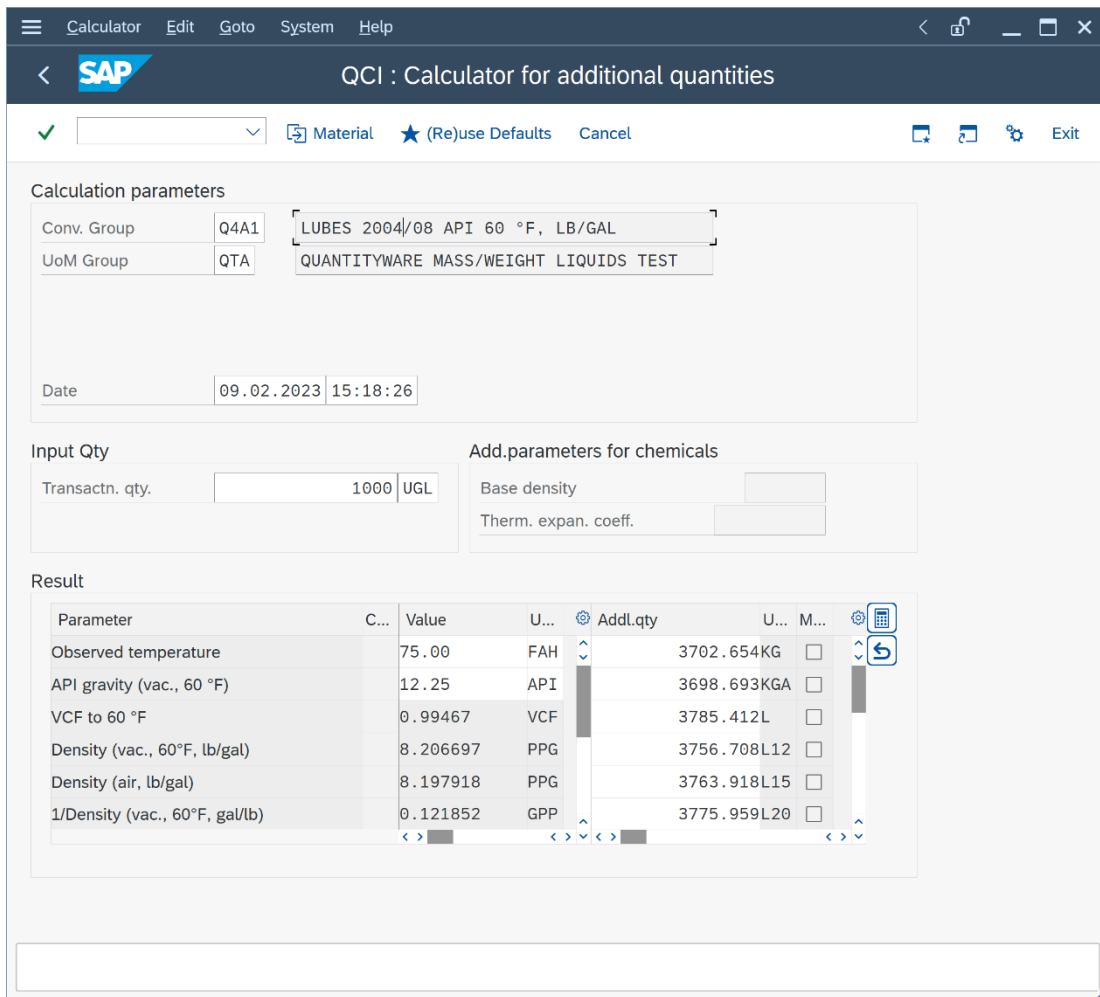 Calculator Edit Goto System Help
SAP QCI : Calculator for additional quantities
Material (Re)use Defaults Cancel Exit
Calculation parameters
Conv. Group Q4A1 LUBES 2004/08 API 60 °F, LB/GAL
UoM Group QTA QUANTITYWARE MASS/WEIGHT LIQUIDS TEST
Date 09.02.2023 15:18:26
Input Qty Add.parameters for chemicals
Transactn. qty. 1000 UGL Base density
Therm. expan. coeff.
Result
Parameter C... Value U... Addl.qty U... M...
Observed temperature 75.00 FAH 3702.654 KG
API gravity (vac., 60 °F) 12.25 API 3698.693 KGA
VCF to 60 °F 0.99467 VCF 3785.412 L
Density (vac., 60°F, lb/gal) 8.206697 PPG 3756.708 L12
Density (air, lb/gal) 8.197918 PPG 3763.918 L15
1/Density (vac., 60°F, gal/lb) 0.121852 GPP 3775.959 L20